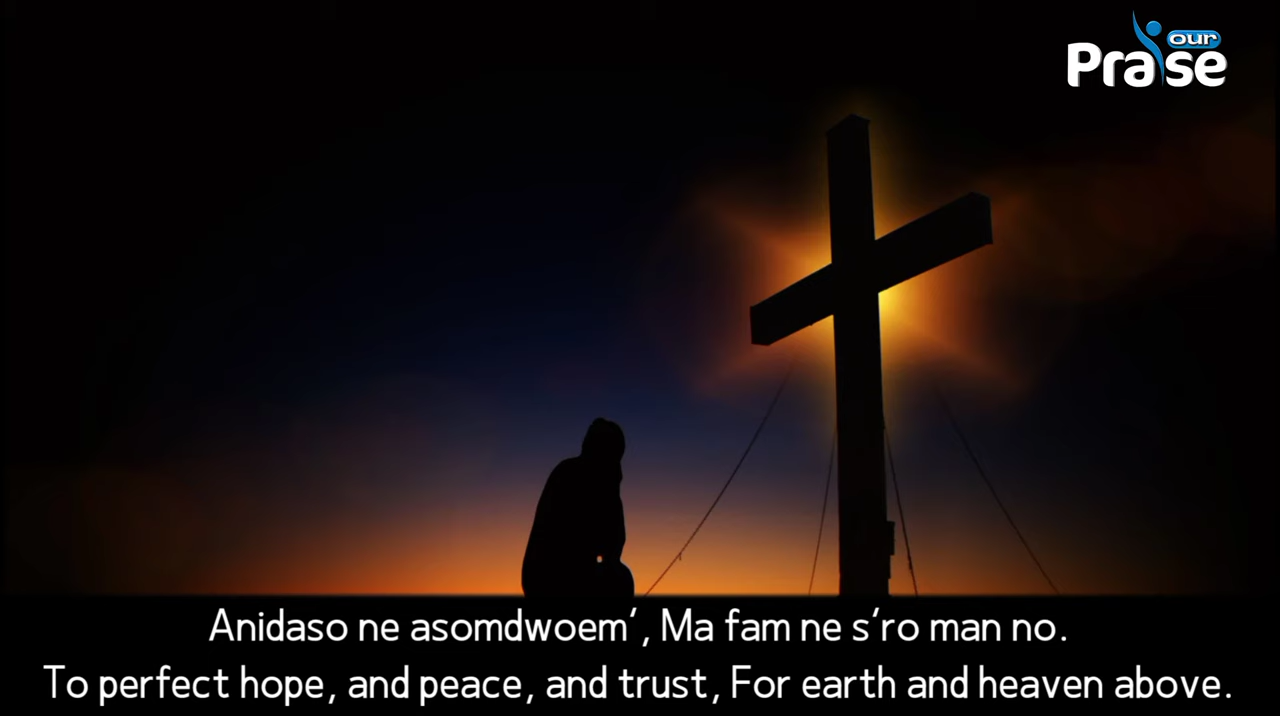 Praise our
Anidaso ne asomdwoem’, Ma fam ne s’ro man no.
To perfect hope, and peace, and trust, For earth and heaven above.